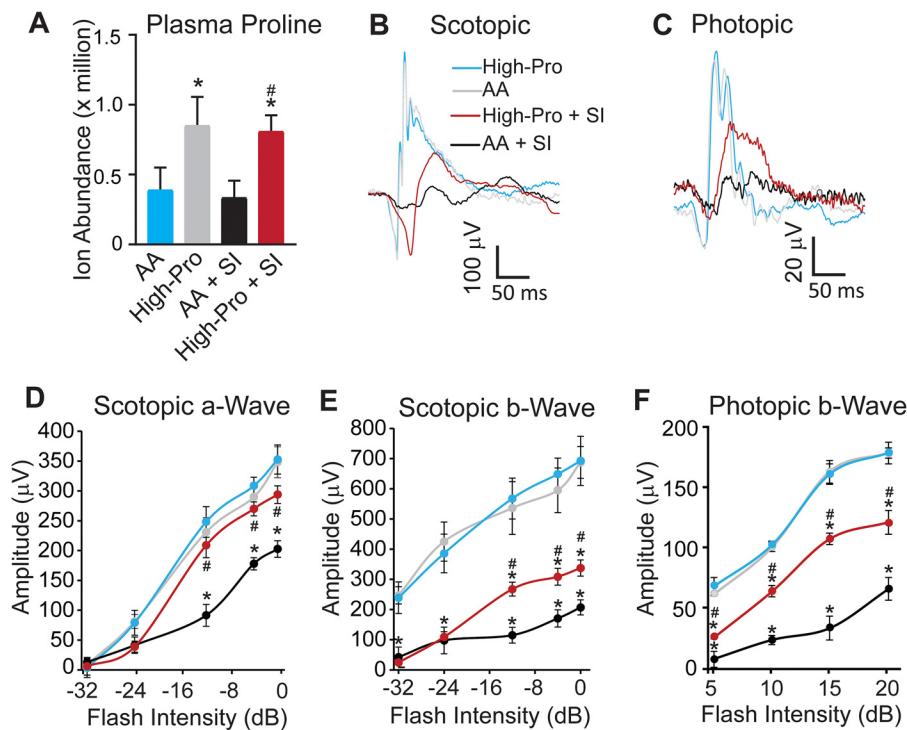 A Plasma Proline
Ion Abundance (x million)
1.5
1.0
0.5
0
*
#
*
AA
High-Pro
AA + SI
High-Pro + SI
B Scotopic
High-Pro
AA
High-Pro + SI
AA + SI
100 µV
50 ms
C Photopic
20 µV
50 ms
D Scotopic a-Wave
Amplitude (µV)
400
350
300
250
200
150
100
50
0
#
*
#
*
#
*
-32 -24 -16 -8 0
Flash Intensity (dB)
E Scotopic b-Wave
Amplitude (µV)
800
700
600
500
400
300
200
100
0
*
*
#
*
*
#
*
*
#
*
*
-32 -24 -16 -8 0
Flash Intensity (dB)
F Photopic b-Wave
Amplitude (µV)
200
150
100
50
0
#
*
*
#
*
*
#
*
*
#
*
*
5 10 15 20
Flash Intensity (dB)